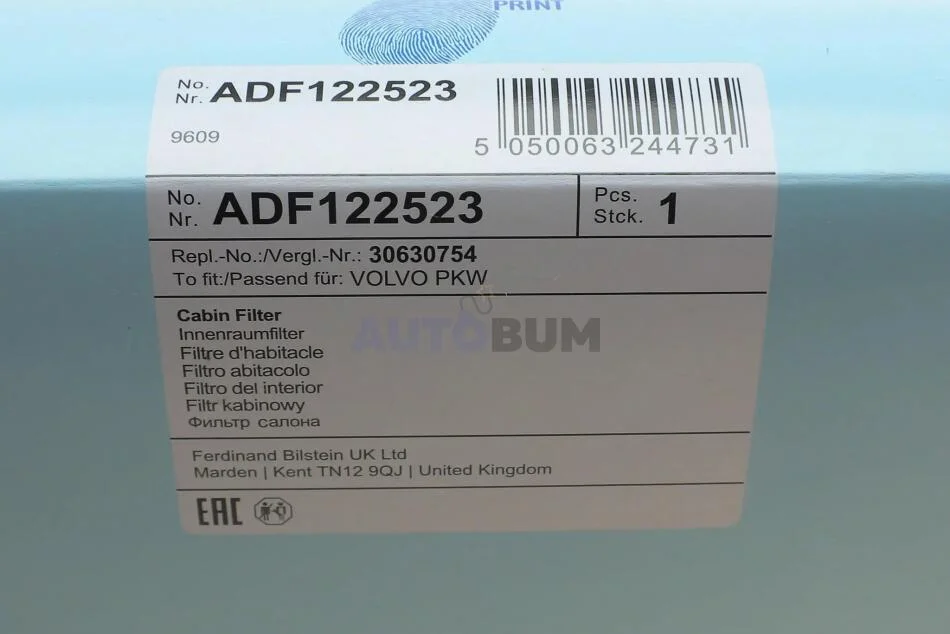 PRINT
No. Nr. ADF122523
9609
5 050063 244731
No. Nr. ADF122523
Pcs. Stck. 1
Repl.-No.:/Vergl.-Nr.: 30630754
To fit:/Passend für: VOLVO PKW
Cabin Filter
Innenraumfilter
Filtre d'habitacle
Filtro abitacolo
Filtro del interior
Filtr kabinowy
Фильтр салона
AUTOBUM
Ferdinand Bilstein UK Ltd
Marden | Kent TN12 9QJ | United Kingdom
EAC